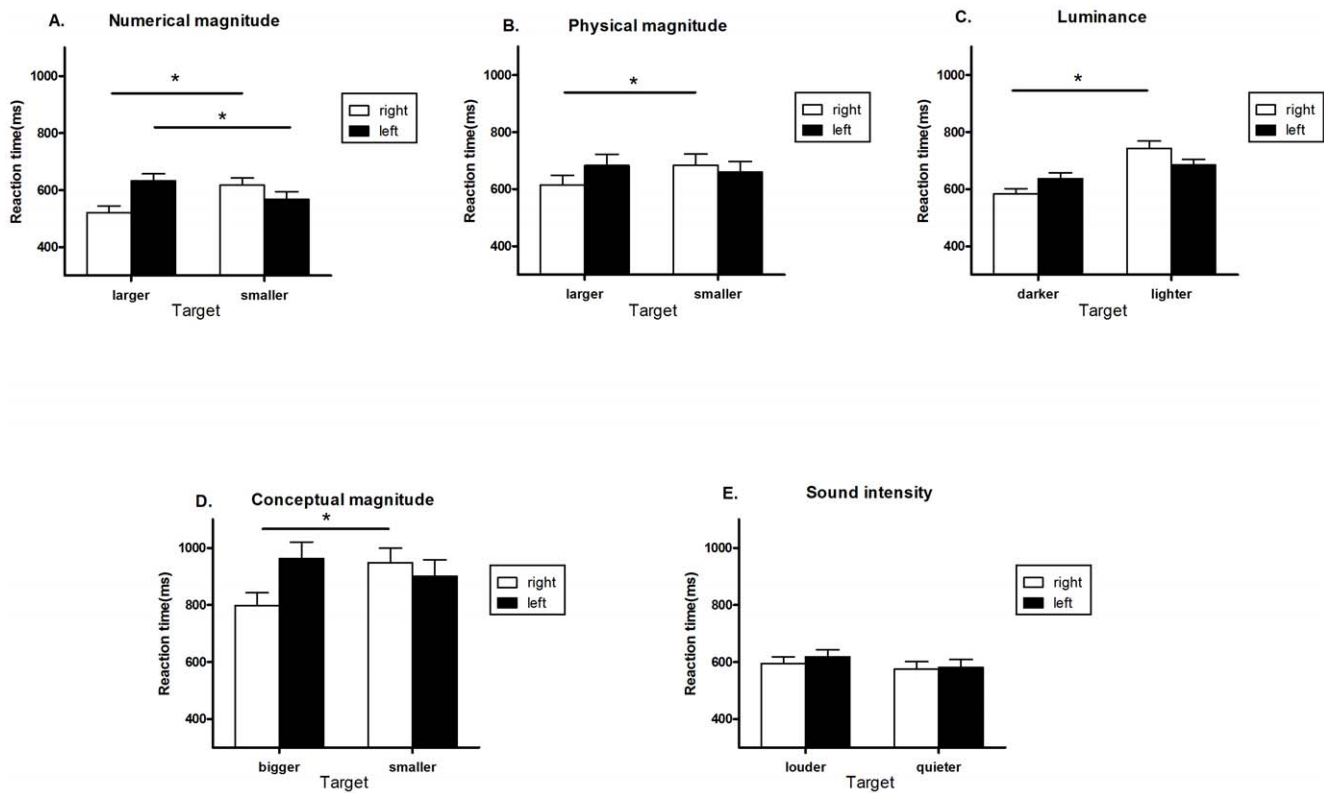 A. Numerical magnitude
1000
800
600
400
Reaction time(ms)
*
*
right
left
larger smaller
Target
B. Physical magnitude
1000
800
600
400
Reaction time(ms)
*
right
left
larger smaller
Target
C. Luminance
1000
800
600
400
Reaction time(ms)
*
right
left
darker lighter
Target
D. Conceptual magnitude
1000
800
600
400
Reaction time(ms)
*
right
left
bigger smaller
Target
E. Sound intensity
1000
800
600
400
Reaction time(ms)
right
left
louder quieter
Target